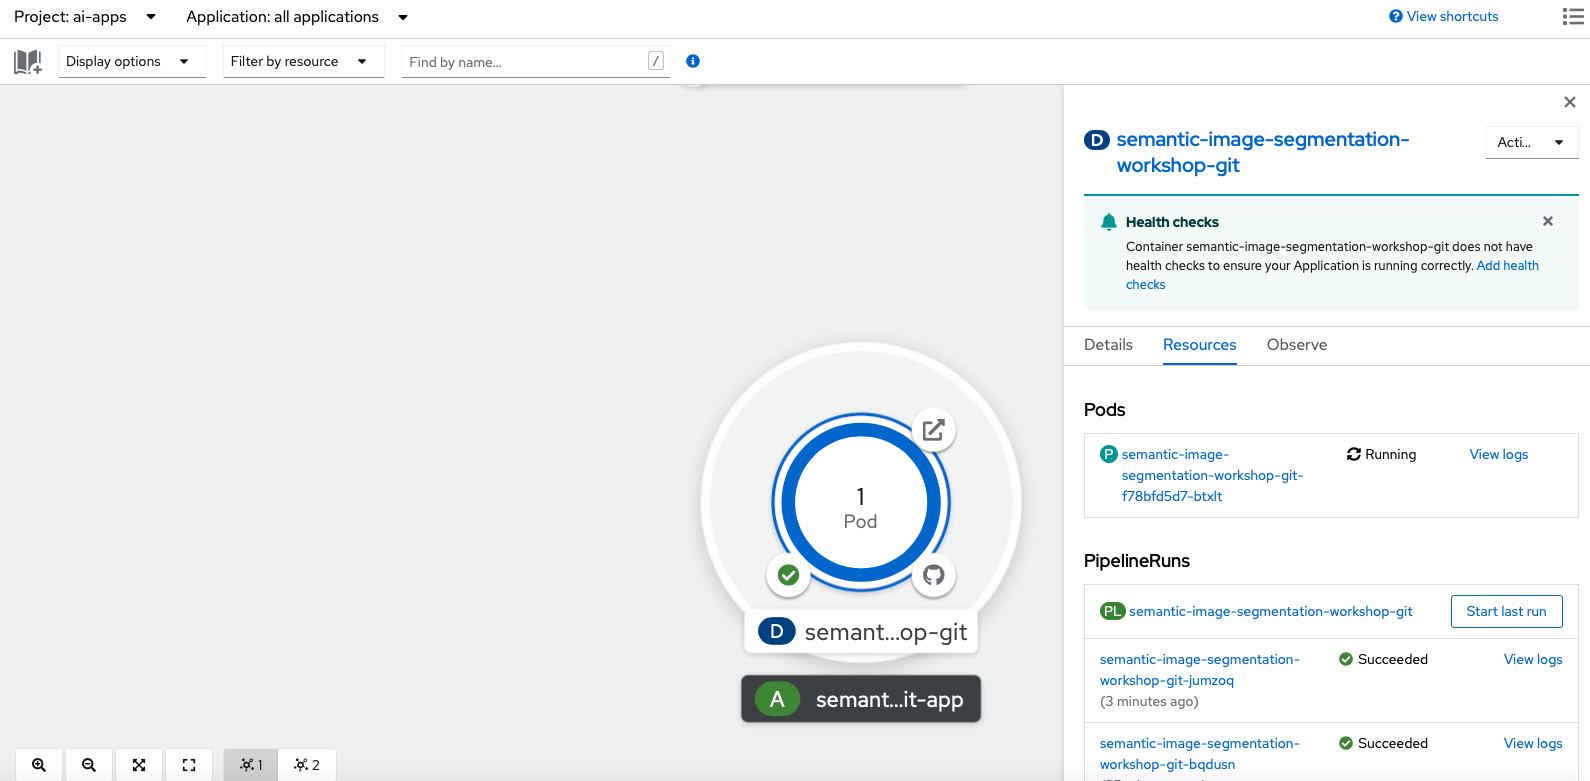 Project: ai-apps
Application: all applications
View shortcuts
Display options
Filter by resource
Find by name...
/
semantic-image-segmentation-
workshop-git
D
Acti...
Health checks
Container semantic-image-segmentation-workshop-git does not have
health checks to ensure your Application is running correctly. Add health
checks
Details
Resources
Observe
Pods
P
semantic-image-
segmentation-workshop-git-
f78bfd5d7-btxlt
Running
View logs
PipelineRuns
PL
semantic-image-segmentation-workshop-git
Start last run
semantic-image-segmentation-
workshop-git-jumzoq
(3 minutes ago)
Succeeded
View logs
semantic-image-segmentation-
workshop-git-bqdusn
Succeeded
View logs
1
Pod
D semant...op-git
A semant...it-app
1
2